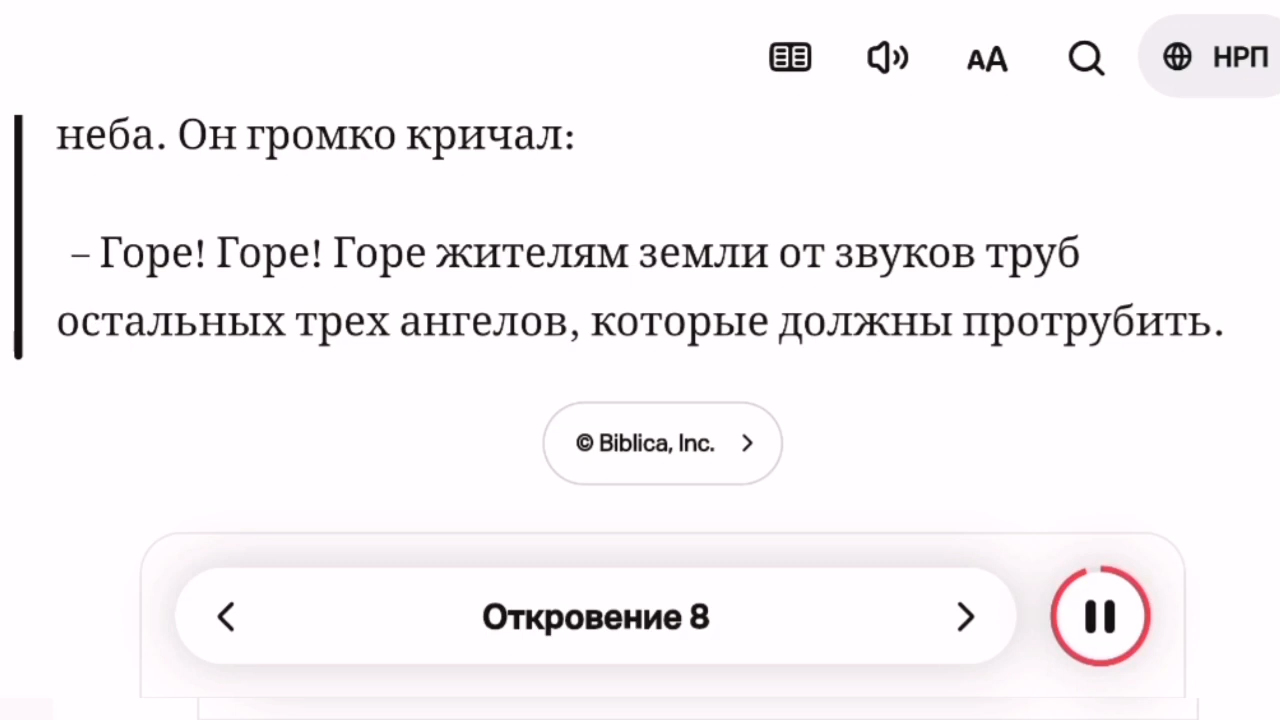 AA
НРП
неба. Он громко кричал:
– Горе! Горе! Горе жителям земли от звуков труб
остальных трех ангелов, которые должны протрубить.
© Biblica, Inc.
Откровение 8